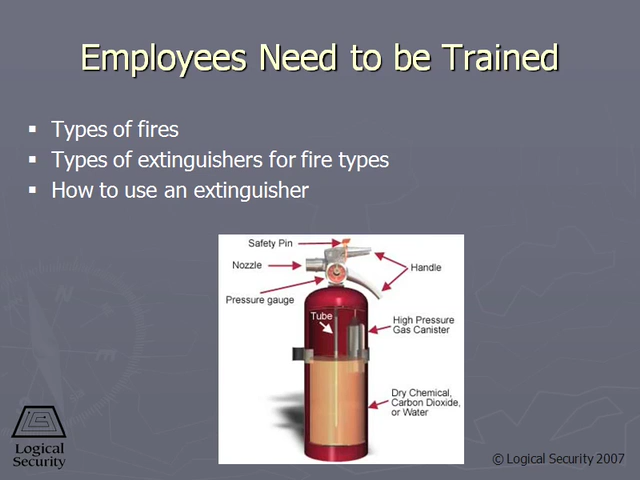 Employees Need to be Trained
Types of fires
Types of extinguishers for fire types
How to use an extinguisher
Safety Pin
Nozzle
Handle
Pressure gauge
Tube
High Pressure
Gas Canister
Dry Chemical,
Carbon Dioxide,
or Water
Logical
Security
© Logical Security 2007